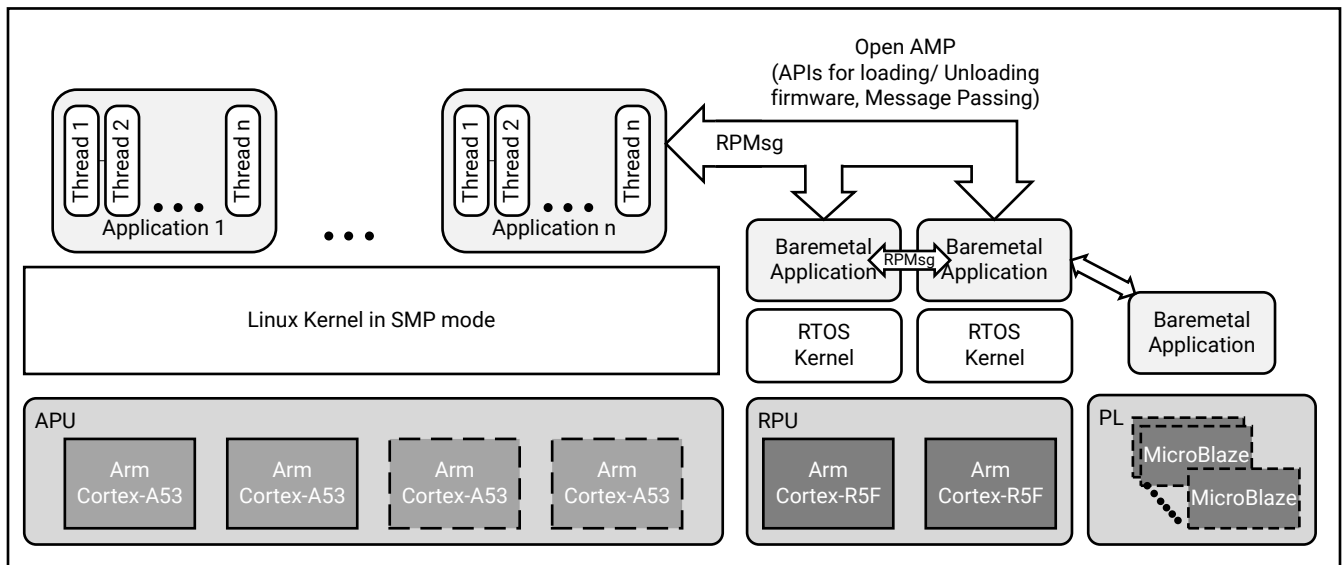 Open AMP
(APIs for loading/ Unloading
firmware, Message Passing)
Thread 1
Thread 2
Thread n
Application 1
Thread 1
Thread 2
Thread n
Application n
RPMsg
Baremetal
Application
RPMsg
Baremetal
Application
Baremetal
Application
Linux Kernel in SMP mode
RTOS
Kernel
RTOS
Kernel
APU
Arm
Cortex-A53
Arm
Cortex-A53
Arm
Cortex-A53
Arm
Cortex-A53
RPU
Arm
Cortex-R5F
Arm
Cortex-R5F
PL
MicroBlaze
MicroBlaze